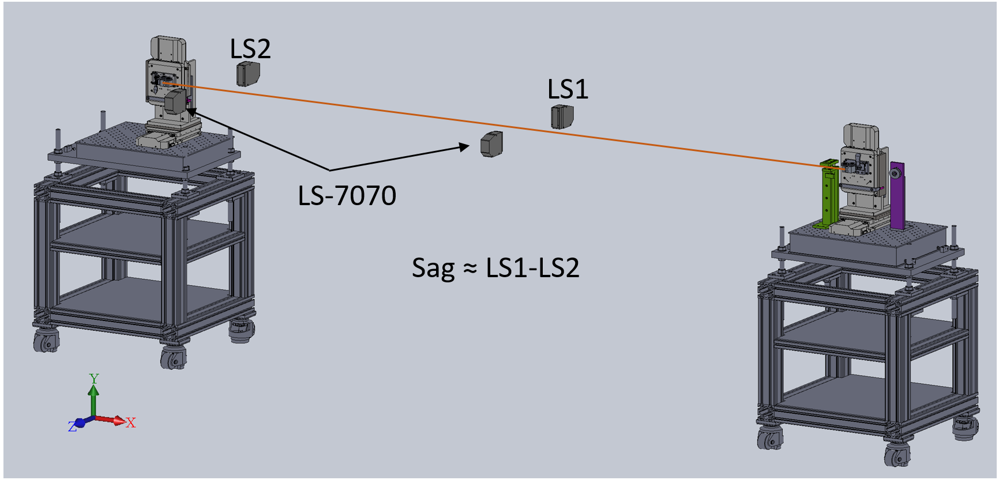 LS2
LS1
LS-7070
Sag ≈ LS1-LS2
Y
Z
X